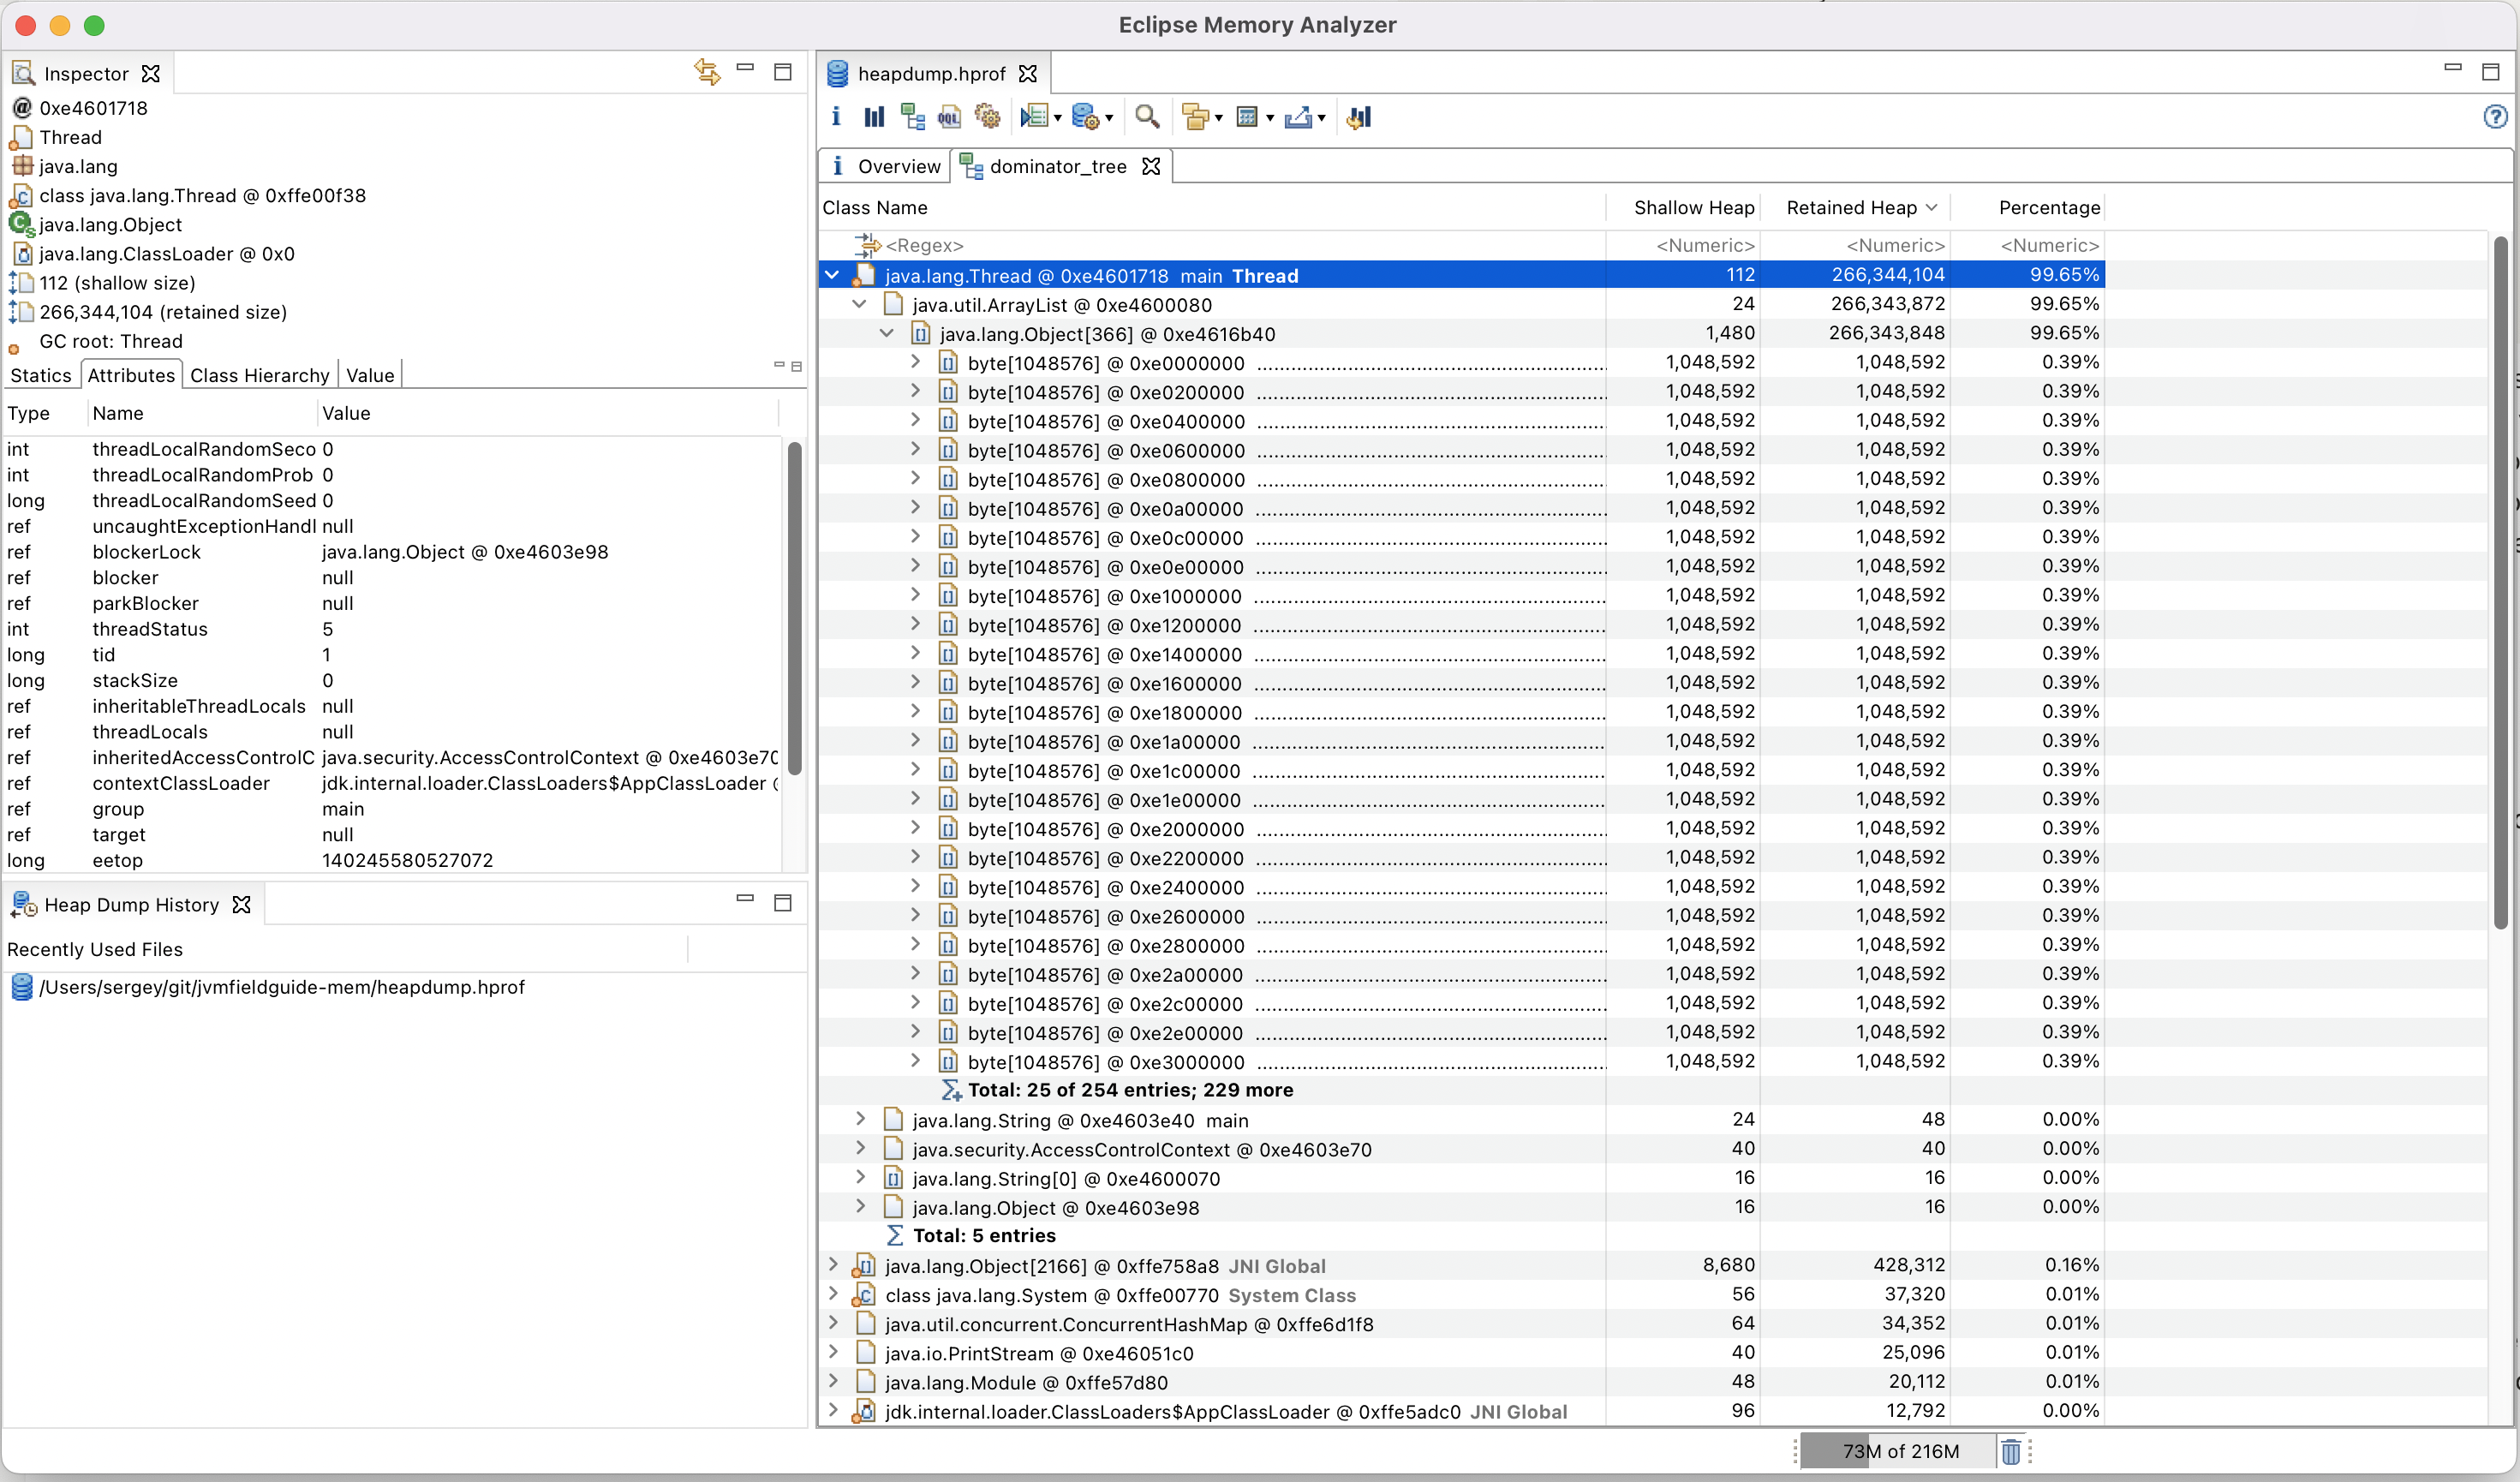 Eclipse Memory Analyzer
Inspector
0xe4601718
Thread
java.lang
class java.lang.Thread @ 0xffe00f38
java.lang.Object
java.lang.ClassLoader @ 0x0
112 (shallow size)
266,344,104 (retained size)
GC root: Thread
Statics Attributes Class Hierarchy Value
Type Name Value
int threadLocalRandomSeco 0
int threadLocalRandomProb 0
long threadLocalRandomSeed 0
ref uncaughtExceptionHandl null
ref blockerLock java.lang.Object @ 0xe4603e98
ref blocker null
ref parkBlocker null
int threadStatus 5
long tid 1
long stackSize 0
ref inheritableThreadLocals null
ref threadLocals null
ref inheritedAccessControlC java.security.AccessControlContext @ 0xe4603e70
ref contextClassLoader jdk.internal.loader.ClassLoaders$AppClassLoader
ref group main
ref target null
long eetop 140245580527072
Heap Dump History
Recently Used Files
/Users/sergey/git/jvmfieldguide-mem/heapdump.hprof
heapdump.hprof
i OQL ?
i Overview dominator_tree
Class Name Shallow Heap Retained Heap Percentage
<Regex> <Numeric> <Numeric> <Numeric>
java.lang.Thread @ 0xe4601718 main Thread 112 266,344,104 99.65%
java.util.ArrayList @ 0xe4600080 24 266,343,872 99.65%
java.lang.Object[366] @ 0xe4616b40 1,480 266,343,848 99.65%
byte[1048576] @ 0xe0000000 1,048,592 1,048,592 0.39%
byte[1048576] @ 0xe0200000 1,048,592 1,048,592 0.39%
byte[1048576] @ 0xe0400000 1,048,592 1,048,592 0.39%
byte[1048576] @ 0xe0600000 1,048,592 1,048,592 0.39%
byte[1048576] @ 0xe0800000 1,048,592 1,048,592 0.39%
byte[1048576] @ 0xe0a00000 1,048,592 1,048,592 0.39%
byte[1048576] @ 0xe0c00000 1,048,592 1,048,592 0.39%
byte[1048576] @ 0xe0e00000 1,048,592 1,048,592 0.39%
byte[1048576] @ 0xe1000000 1,048,592 1,048,592 0.39%
byte[1048576] @ 0xe1200000 1,048,592 1,048,592 0.39%
byte[1048576] @ 0xe1400000 1,048,592 1,048,592 0.39%
byte[1048576] @ 0xe1600000 1,048,592 1,048,592 0.39%
byte[1048576] @ 0xe1800000 1,048,592 1,048,592 0.39%
byte[1048576] @ 0xe1a00000 1,048,592 1,048,592 0.39%
byte[1048576] @ 0xe1c00000 1,048,592 1,048,592 0.39%
byte[1048576] @ 0xe1e00000 1,048,592 1,048,592 0.39%
byte[1048576] @ 0xe2000000 1,048,592 1,048,592 0.39%
byte[1048576] @ 0xe2200000 1,048,592 1,048,592 0.39%
byte[1048576] @ 0xe2400000 1,048,592 1,048,592 0.39%
byte[1048576] @ 0xe2600000 1,048,592 1,048,592 0.39%
byte[1048576] @ 0xe2800000 1,048,592 1,048,592 0.39%
byte[1048576] @ 0xe2a00000 1,048,592 1,048,592 0.39%
byte[1048576] @ 0xe2c00000 1,048,592 1,048,592 0.39%
byte[1048576] @ 0xe2e00000 1,048,592 1,048,592 0.39%
byte[1048576] @ 0xe3000000 1,048,592 1,048,592 0.39%
Total: 25 of 254 entries; 229 more
java.lang.String @ 0xe4603e40 main 24 48 0.00%
java.security.AccessControlContext @ 0xe4603e70 40 40 0.00%
java.lang.String[0] @ 0xe4600070 16 16 0.00%
java.lang.Object @ 0xe4603e98 16 16 0.00%
Total: 5 entries
java.lang.Object[2166] @ 0xffe758a8 JNI Global 8,680 428,312 0.16%
class java.lang.System @ 0xffe00770 System Class 56 37,320 0.01%
java.util.concurrent.ConcurrentHashMap @ 0xffe6d1f8 64 34,352 0.01%
java.io.PrintStream @ 0xe46051c0 40 25,096 0.01%
java.lang.Module @ 0xffe57d80 48 20,112 0.01%
jdk.internal.loader.ClassLoaders$AppClassLoader @ 0xffe5adc0 JNI Global 96 12,792 0.00%
73M of 216M